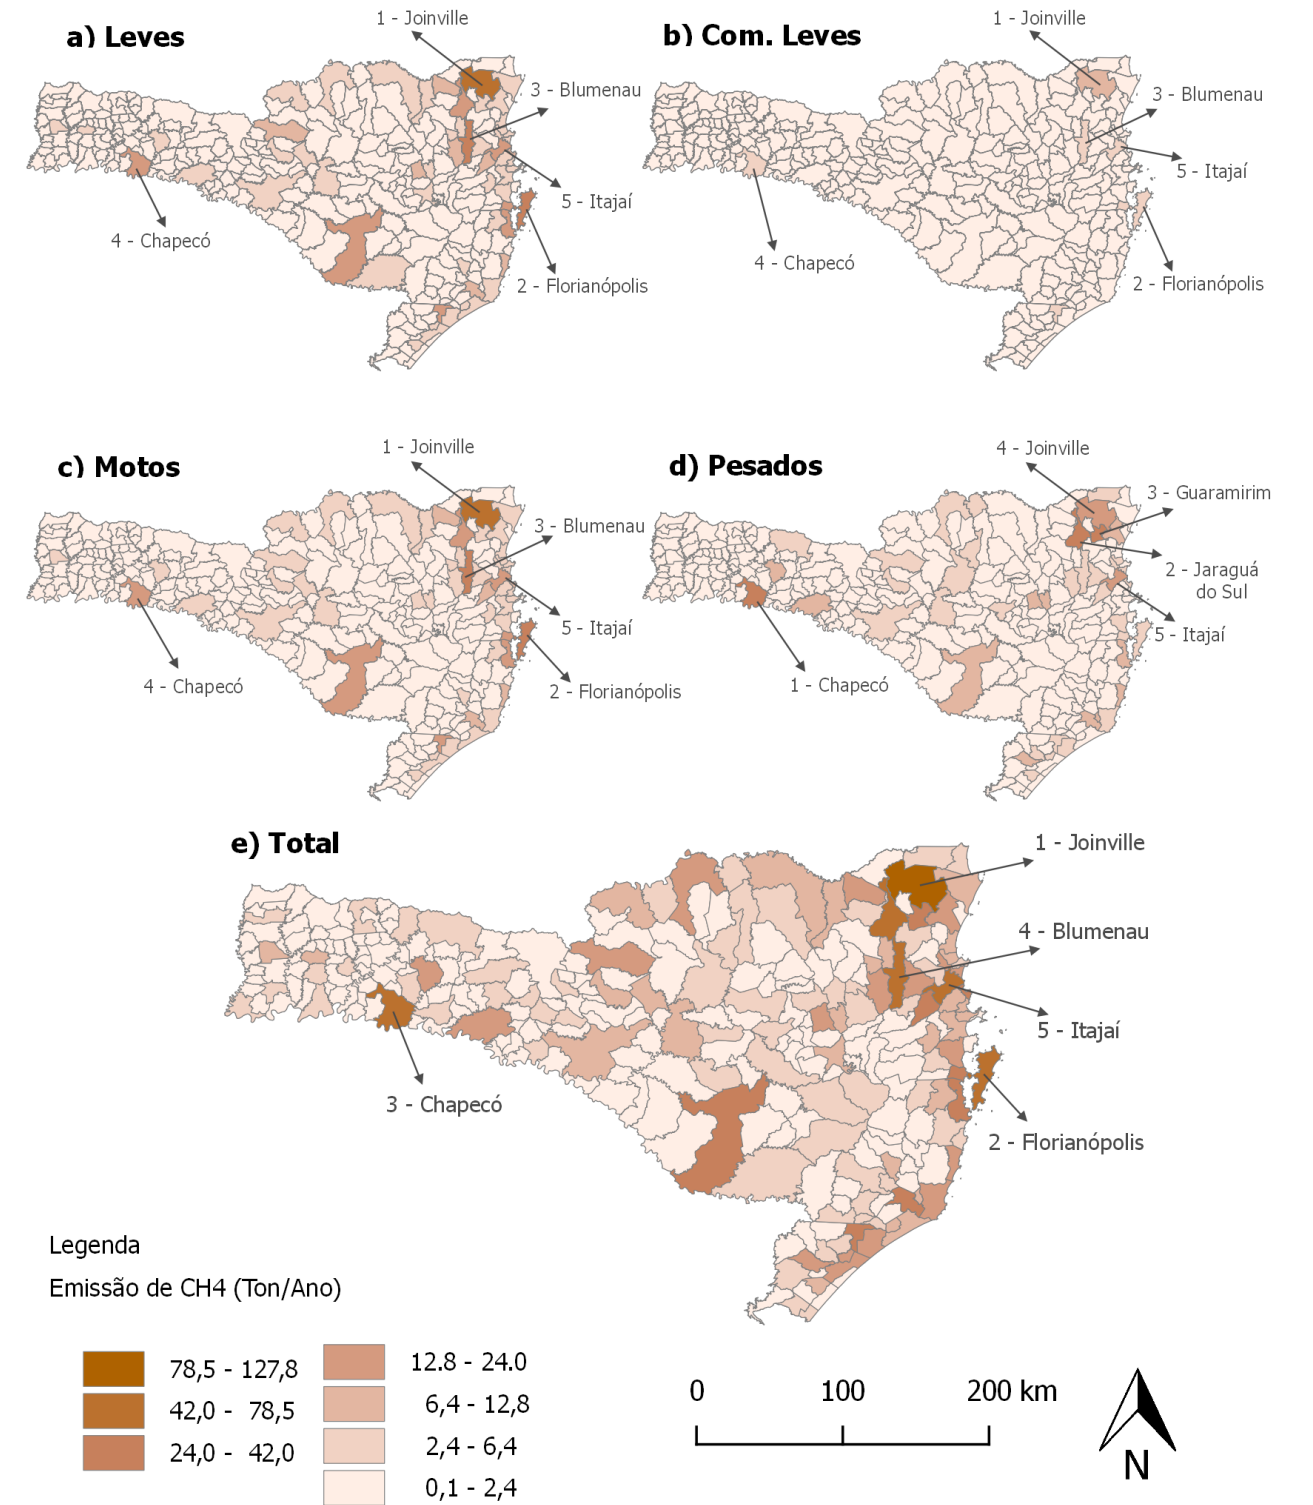 a) Leves
1 - Joinville
3 - Blumenau
5 - Itajaí
4 - Chapecó
2 - Florianópolis
b) Com. Leves
1 - Joinville
3 - Blumenau
5 - Itajaí
4 - Chapecó
2 - Florianópolis
c) Motos
1 - Joinville
3 - Blumenau
5 - Itajaí
4 - Chapecó
2 - Florianópolis
d) Pesados
4 - Joinville
3 - Guaramirim
2 - Jaraguá
do Sul
5 - Itajaí
1 - Chapecó
e) Total
1 - Joinville
4 - Blumenau
5 - Itajaí
3 - Chapecó
2 - Florianópolis
Legenda
Emissão de CH4 (Ton/Ano)
78,5 - 127,8
42,0 - 78,5
24,0 - 42,0
12.8 - 24.0
6,4 - 12,8
2,4 - 6,4
0,1 - 2,4
0 100 200 km
N